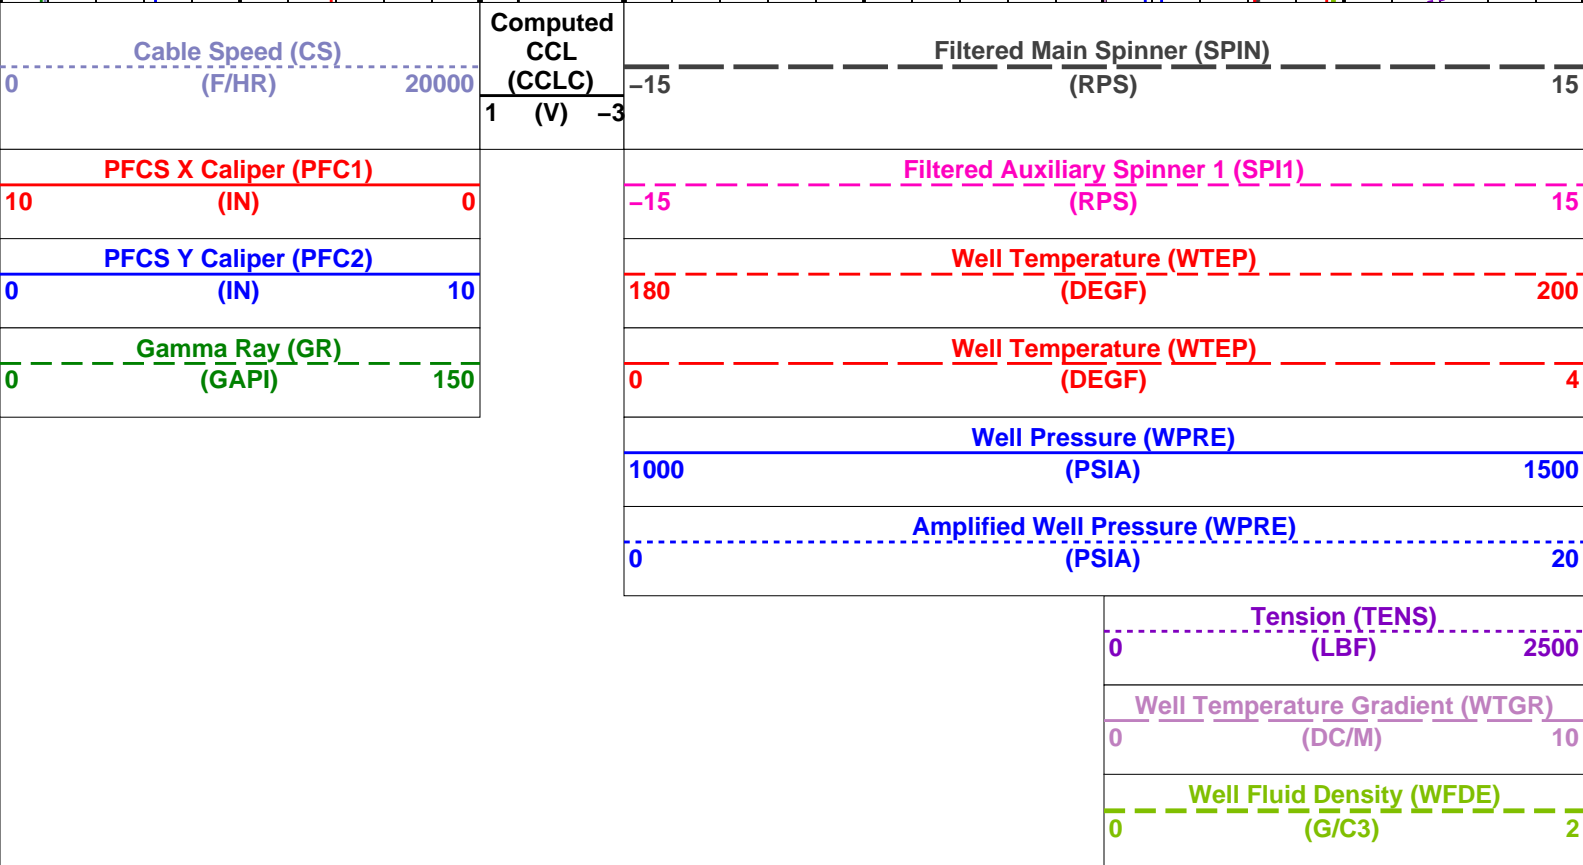 Cable Speed (CS)
0 (F/HR) 20000
Computed
CCL
(CCLC)
1 (V) −3
Filtered Main Spinner (SPIN)
−15 (RPS) 15
PFCS X Caliper (PFC1)
10 (IN) 0
Filtered Auxiliary Spinner 1 (SPI1)
−15 (RPS) 15
PFCS Y Caliper (PFC2)
0 (IN) 10
Well Temperature (WTEP)
180 (DEGF) 200
Gamma Ray (GR)
0 (GAPI) 150
Well Temperature (WTEP)
0 (DEGF) 4
Well Pressure (WPRE)
1000 (PSIA) 1500
Amplified Well Pressure (WPRE)
0 (PSIA) 20
Tension (TENS)
0 (LBF) 2500
Well Temperature Gradient (WTGR)
0 (DC/M) 10
Well Fluid Density (WFDE)
0 (G/C3) 2